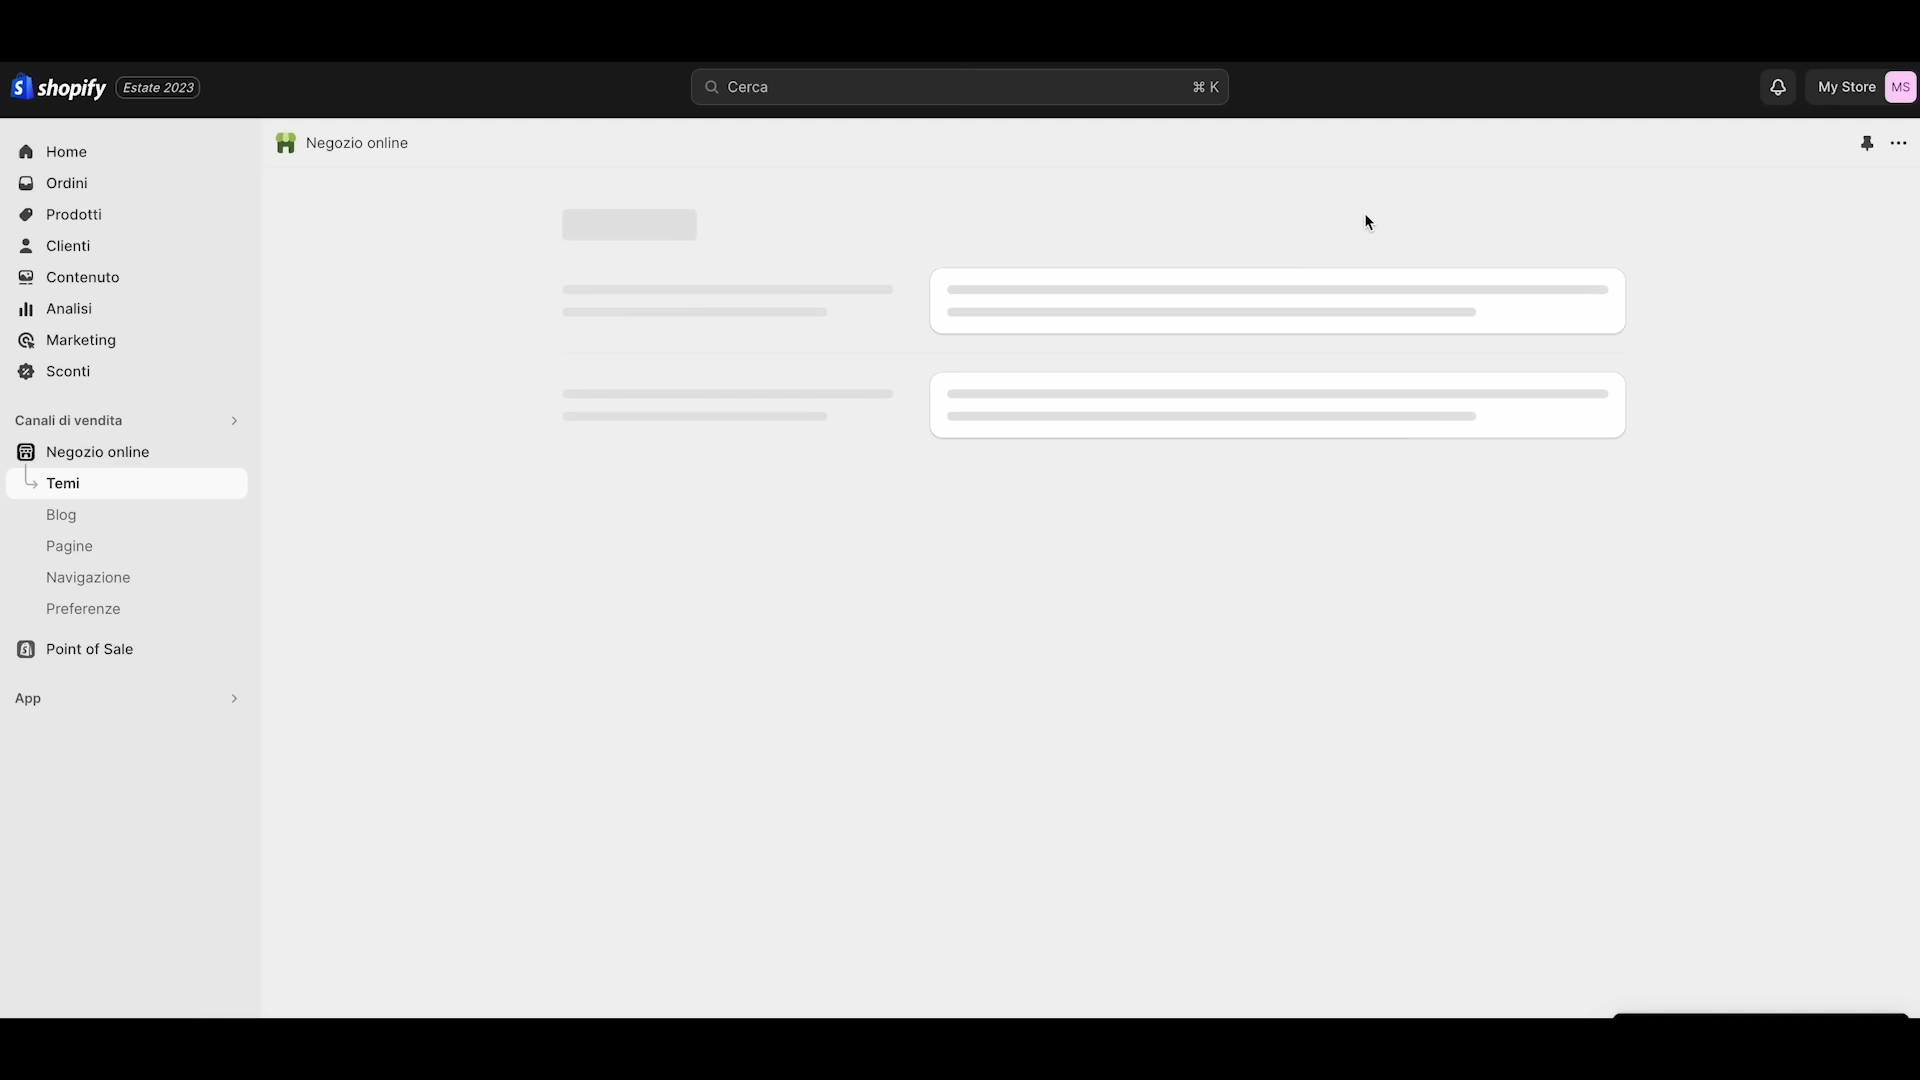 shopify Estate 2023
Cerca ⌘ K
My Store MS
Negozio online
Home
Ordini
Prodotti
Clienti
Contenuto
Analisi
Marketing
Sconti
Canali di vendita
Negozio online
Temi
Blog
Pagine
Navigazione
Preferenze
Point of Sale
App